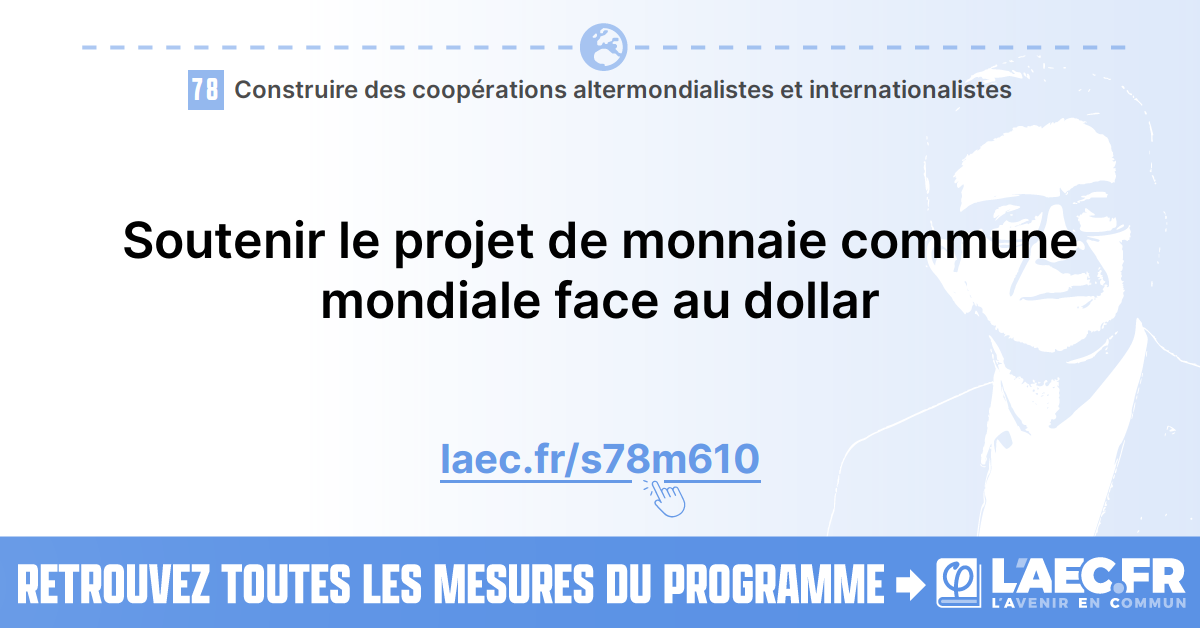 78 Construire des coopérations altermondialistes et internationalistes
Soutenir le projet de monnaie commune
mondiale face au dollar
laec.fr/s78m610
RETROUVEZ TOUTES LES MESURES DU PROGRAMME
L'AEC.FR
L'AVENIR EN COMMUN